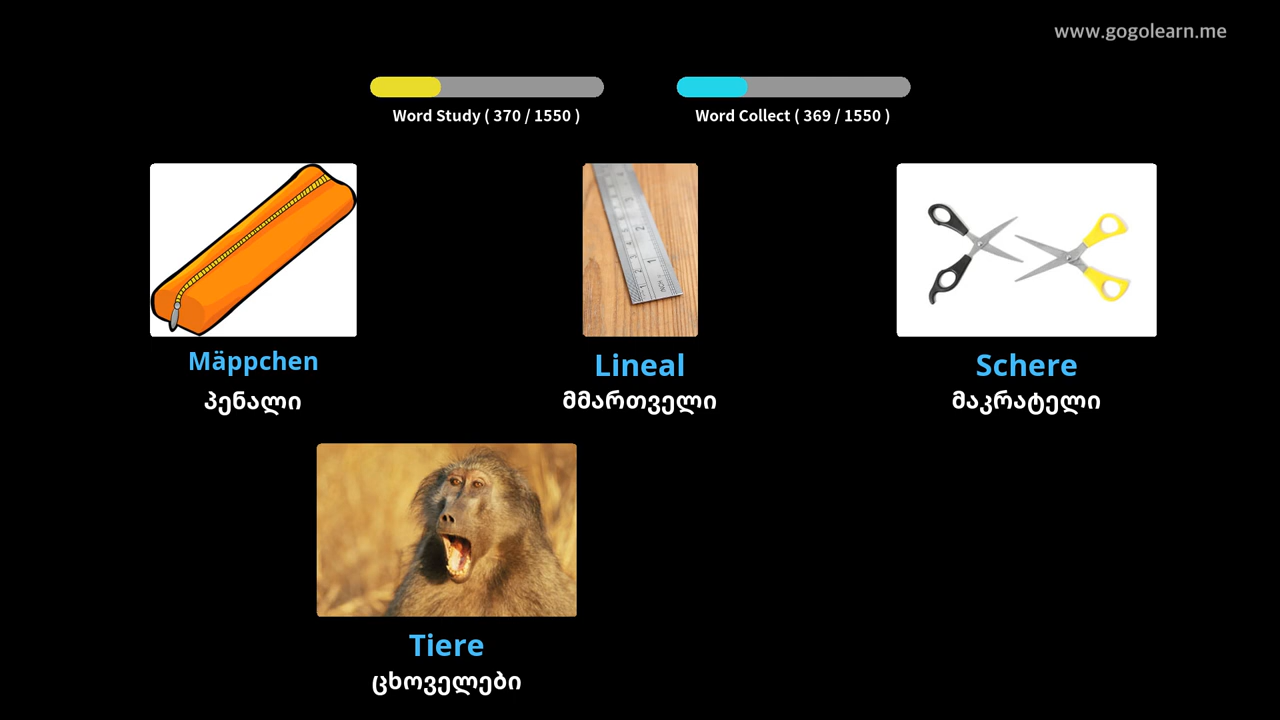 www.gogolearn.me
Word Study ( 370 / 1550 )
Word Collect ( 369 / 1550 )
Mäppchen
პენალი
Lineal
მმართველი
Schere
მაკრატელი
Tiere
ცხოველები